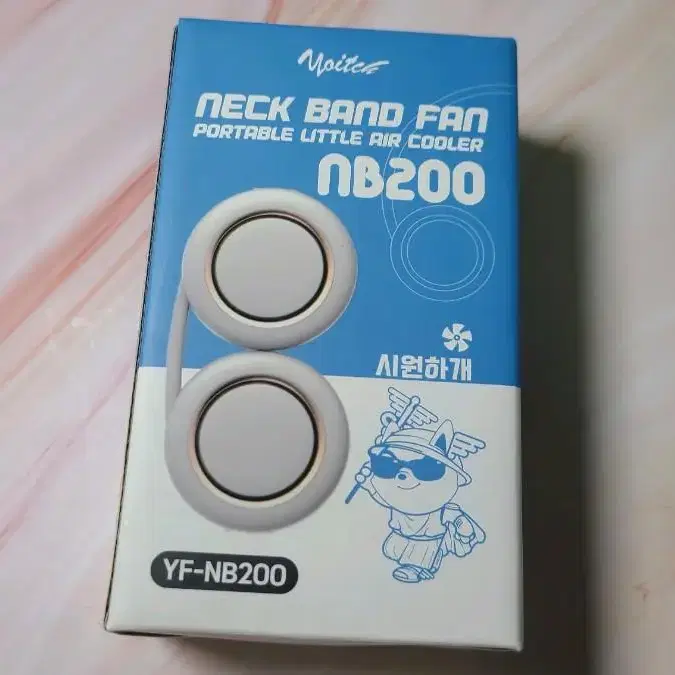 Yoitch
NECK BAND FAN
PORTABLE LITTLE AIR COOLER
NB200
시원하개
YF-NB200